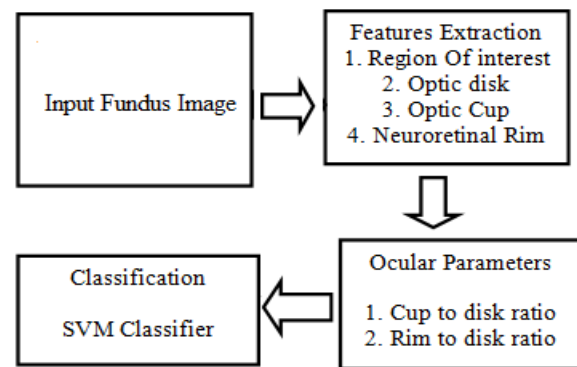 Input Fundus Image
Features Extraction
1. Region Of interest
2. Optic disk
3. Optic Cup
4. Neuroretinal Rim
Ocular Parameters
1. Cup to disk ratio
2. Rim to disk ratio
Classification
SVM Classifier